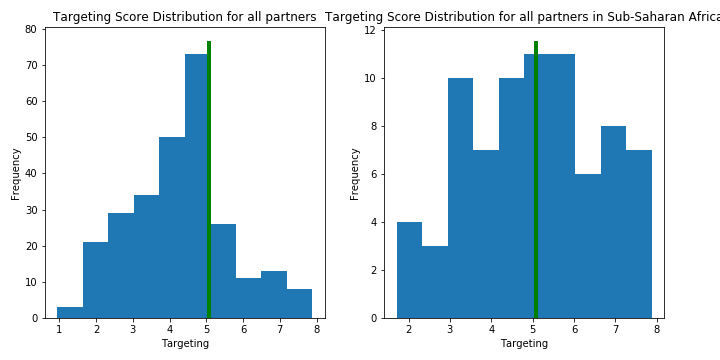 Targeting Score Distribution for all partners
80
70
60
50
40
30
20
10
0
Frequency
1 2 3 4 5 6 7 8
Targeting
Targeting Score Distribution for all partners in Sub-Saharan Africa
12
10
8
6
4
2
0
Frequency
2 3 4 5 6 7 8
Targeting